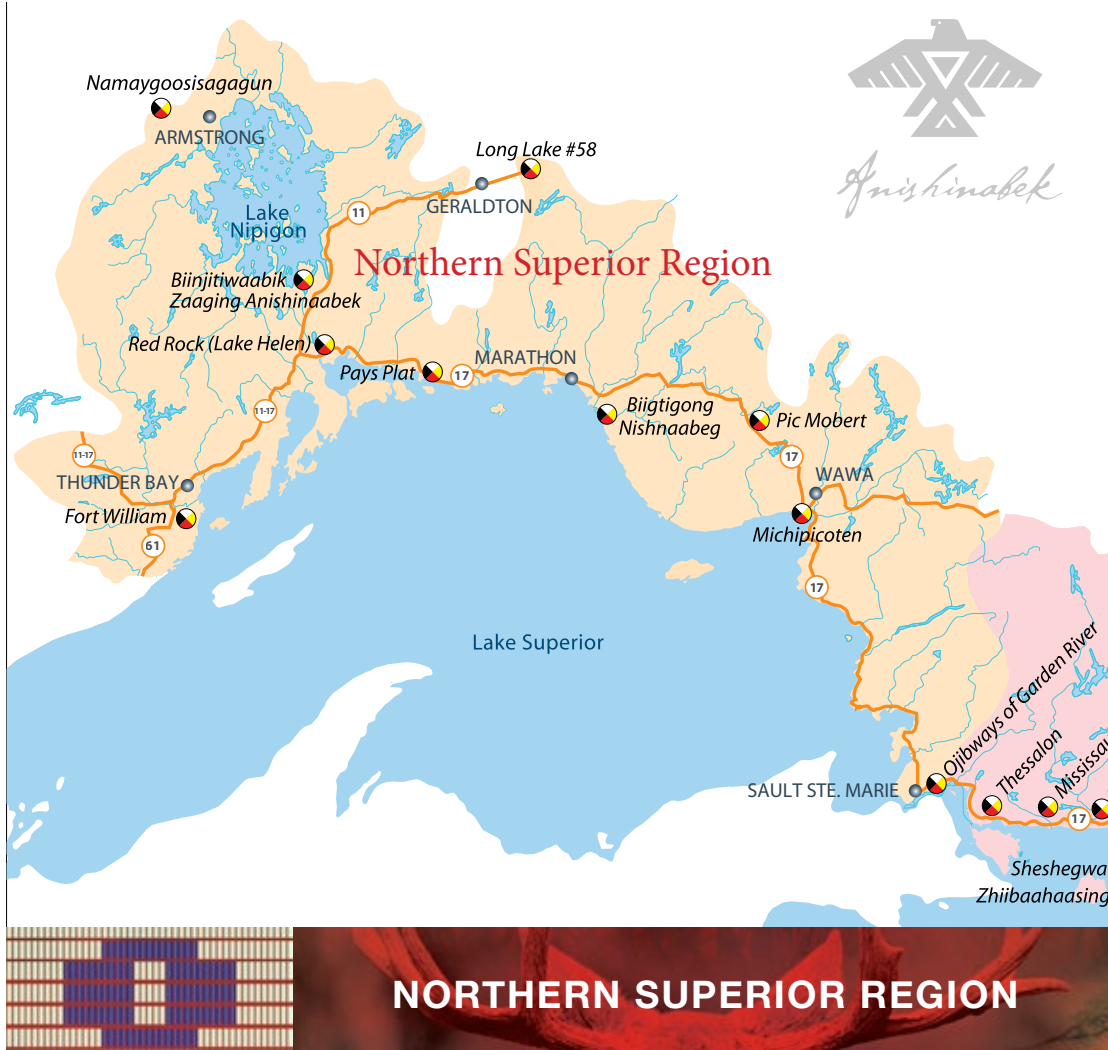 Anishinabek
Namaygoosisagagun
ARMSTRONG
Long Lake #58
GERALDTON
11
Lake
Nipigon
Northern Superior Region
Biinjitiwaabik
Zaaging Anishinaabek
Red Rock (Lake Helen)
MARATHON
Pays Plat
17
11-17
Biigtigong
Nishnaabeg
Pic Mobert
11-17
17
THUNDER BAY
WAWA
Fort William
Michipicoten
61
17
Lake Superior
Ojibways of Garden River
Thessalon
Mississau
SAULT STE. MARIE
17
Sheshegwa
Zhiibaahaasing
NORTHERN SUPERIOR REGION